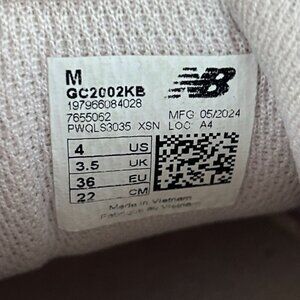 M
GC2002KB
197966084028
7655062 MFG 05/2024
PWQLS3035 XSN LOC A4
4 US
3.5 UK
36 EU
22 CM
Made in Vietnam